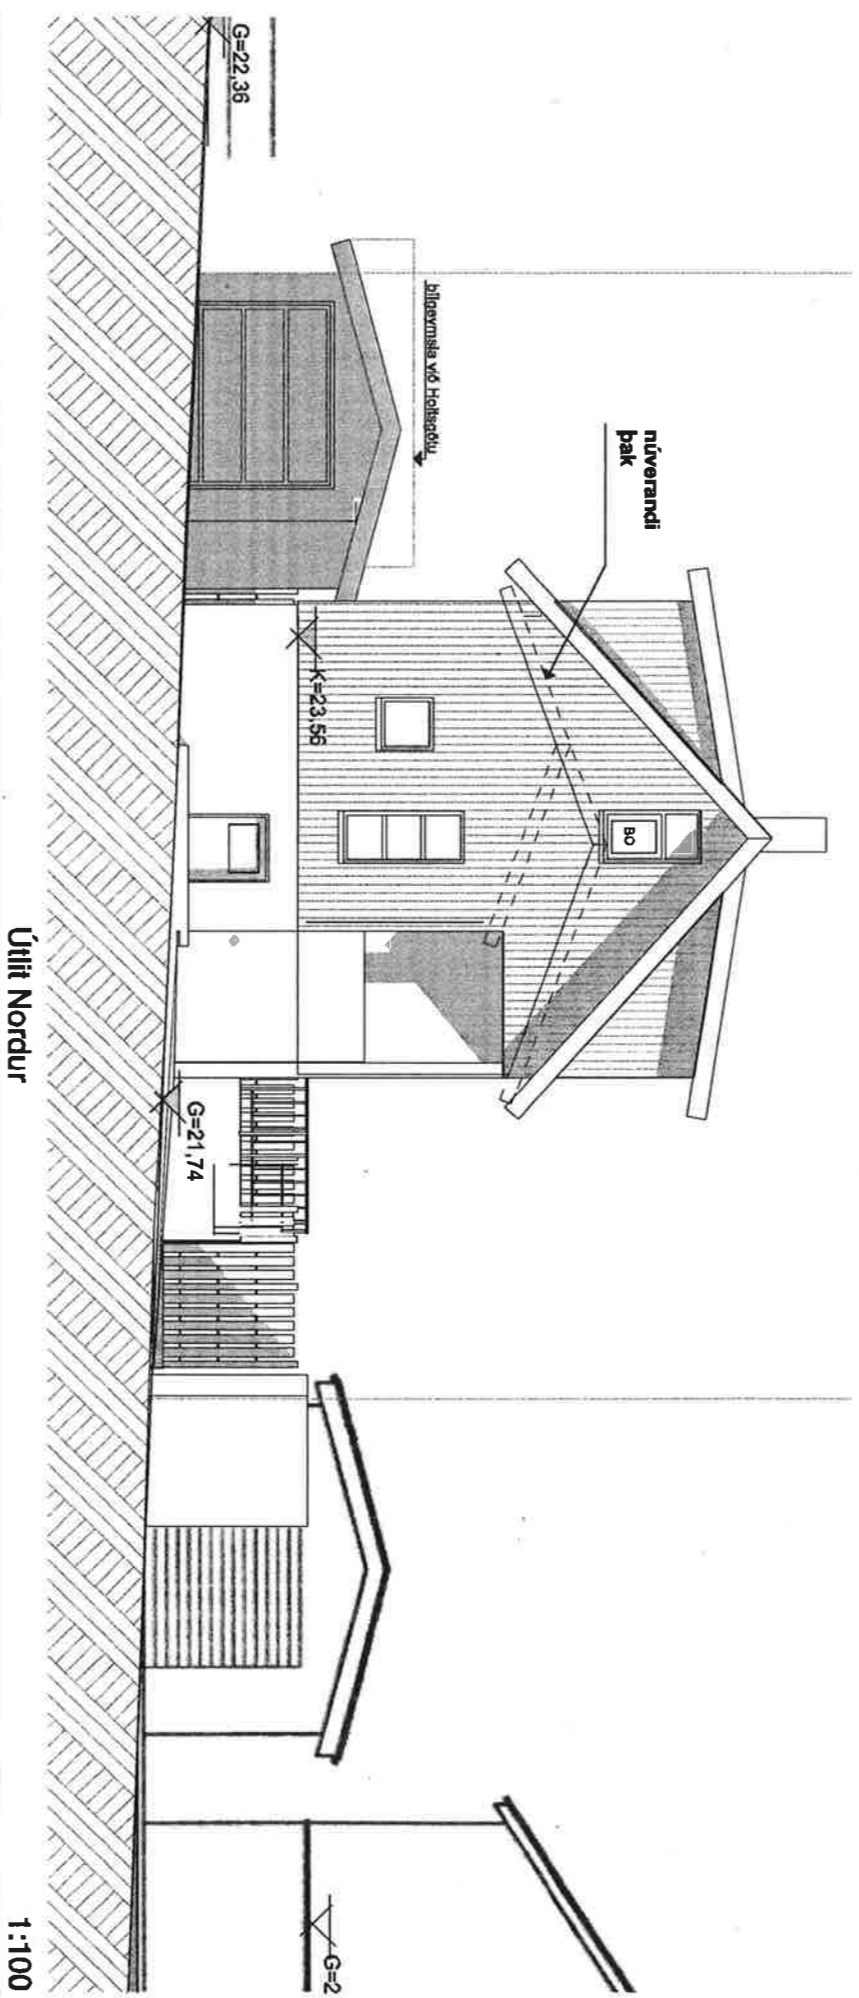 G=22,36
bílgeymsla við Holtsgötu
núverandi
þak
K=23,56
BO
G=21,74
G=2
Útlit Nordur
1:100